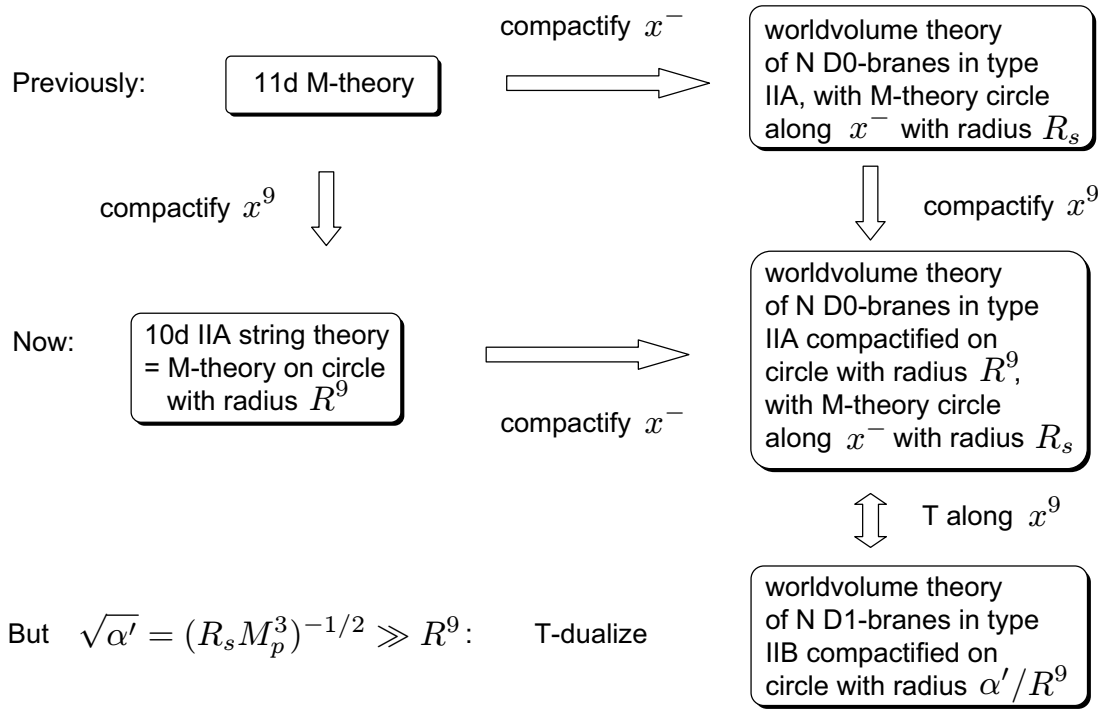 compactify x⁻
Previously:
11d M-theory
worldvolume theory
of N D0-branes in type
IIA, with M-theory circle
along x⁻ with radius R_s
compactify x⁹
compactify x⁹
Now:
10d IIA string theory
= M-theory on circle
with radius R⁹
compactify x⁻
worldvolume theory
of N D0-branes in type
IIA compactified on
circle with radius R⁹,
with M-theory circle
along x⁻ with radius R_s
T along x⁹
But √α′ = (R_s M_p³)^{-1/2} ≫ R⁹: T-dualize
worldvolume theory
of N D1-branes in type
IIB compactified on
circle with radius α′/R⁹